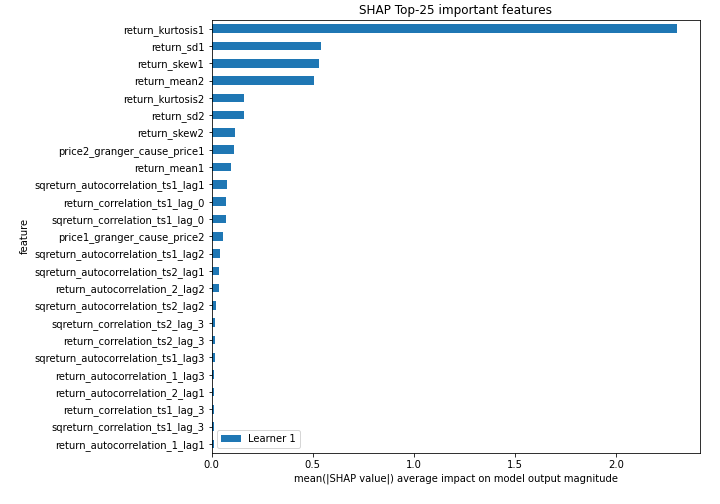 SHAP Top-25 important features
return_kurtosis1
return_sd1
return_skew1
return_mean2
return_kurtosis2
return_sd2
return_skew2
price2_granger_cause_price1
return_mean1
sqreturn_autocorrelation_ts1_lag1
return_correlation_ts1_lag_0
sqreturn_correlation_ts1_lag_0
price1_granger_cause_price2
sqreturn_autocorrelation_ts1_lag2
sqreturn_autocorrelation_ts2_lag1
return_autocorrelation_2_lag2
sqreturn_autocorrelation_ts2_lag2
sqreturn_correlation_ts2_lag_3
return_correlation_ts2_lag_3
sqreturn_autocorrelation_ts1_lag3
return_autocorrelation_1_lag3
return_autocorrelation_2_lag1
return_correlation_ts1_lag_3
sqreturn_correlation_ts1_lag_3
return_autocorrelation_1_lag1
feature
Learner 1
0.0 0.5 1.0 1.5 2.0
mean(|SHAP value|) average impact on model output magnitude